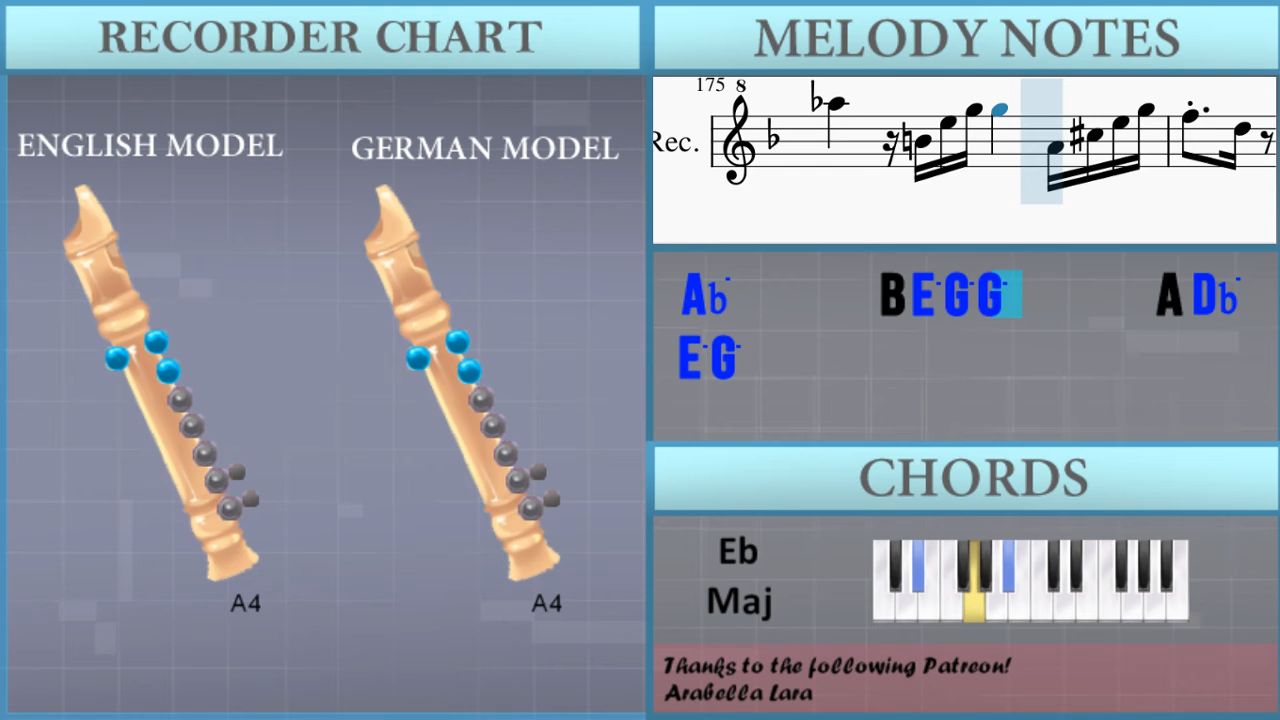 RECORDER CHART
ENGLISH MODEL
GERMAN MODEL
A4
A4
MELODY NOTES
175 8
Rec.
Ab- BE-G-G- A Db-
E-G-
CHORDS
Eb
Maj
Thanks to the following Patreon!
Arabella Lara